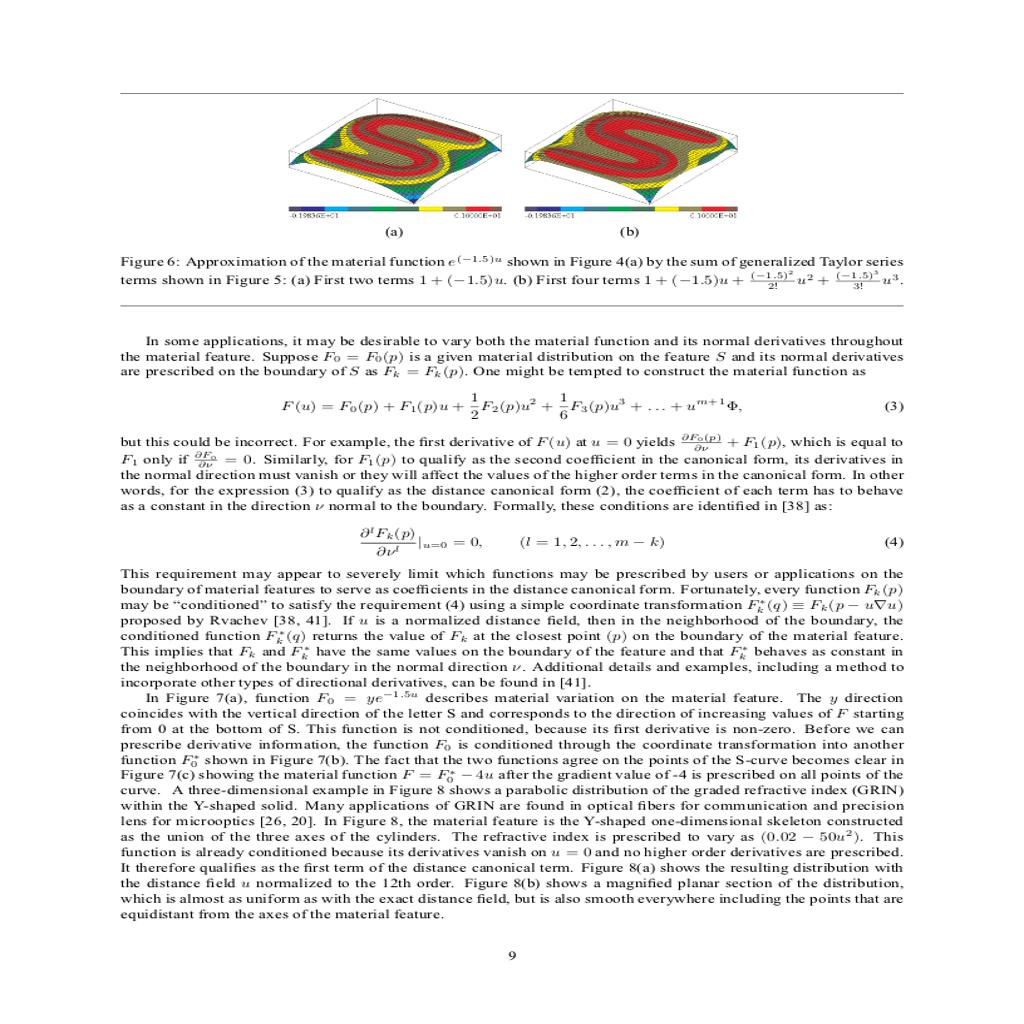 -0.19836E+01 0.10000E+01 -0.19836E+01 0.10000E+01
(a) (b)
Figure 6: Approximation of the material function e^{(−1.5)u} shown in Figure 4(a) by the sum of generalized Taylor series
terms shown in Figure 5: (a) First two terms 1 + (−1.5)u. (b) First four terms 1 + (−1.5)u + \frac{(−1.5)^2}{2!}u^2 + \frac{(−1.5)^3}{3!}u^3.
In some applications, it may be desirable to vary both the material function and its normal derivatives throughout
the material feature. Suppose F_0 = F_0(p) is a given material distribution on the feature S and its normal derivatives
are prescribed on the boundary of S as F_k = F_k(p). One might be tempted to construct the material function as
F(u) = F_0(p) + F_1(p)u + \frac{1}{2}F_2(p)u^2 + \frac{1}{6}F_3(p)u^3 + ... + u^{m+1}Φ, (3)
but this could be incorrect. For example, the first derivative of F(u) at u = 0 yields \frac{∂F_0(p)}{∂ν} + F_1(p), which is equal to
F_1 only if \frac{∂F_0}{∂ν} = 0. Similarly, for F_1(p) to qualify as the second coefficient in the canonical form, its derivatives in
the normal direction must vanish or they will affect the values of the higher order terms in the canonical form. In other
words, for the expression (3) to qualify as the distance canonical form (2), the coefficient of each term has to behave
as a constant in the direction ν normal to the boundary. Formally, these conditions are identified in [38] as:
\frac{∂^l F_k(p)}{∂ν^l}|_{u=0} = 0, (l = 1, 2, ..., m − k) (4)
This requirement may appear to severely limit which functions may be prescribed by users or applications on the
boundary of material features to serve as coefficients in the distance canonical form. Fortunately, every function F_k(p)
may be “conditioned” to satisfy the requirement (4) using a simple coordinate transformation F_k^*(q) ≡ F_k(p − u∇u)
proposed by Rvachev [38, 41]. If u is a normalized distance field, then in the neighborhood of the boundary, the
conditioned function F_k^*(q) returns the value of F_k at the closest point (p) on the boundary of the material feature.
This implies that F_k and F_k^* have the same values on the boundary of the feature and that F_k^* behaves as constant in
the neighborhood of the boundary in the normal direction ν. Additional details and examples, including a method to
incorporate other types of directional derivatives, can be found in [41].
In Figure 7(a), function F_0 = ye^{−1.5u} describes material variation on the material feature. The y direction
coincides with the vertical direction of the letter S and corresponds to the direction of increasing values of F starting
from 0 at the bottom of S. This function is not conditioned, because its first derivative is non-zero. Before we can
prescribe derivative information, the function F_0 is conditioned through the coordinate transformation into another
function F_0^* shown in Figure 7(b). The fact that the two functions agree on the points of the S-curve becomes clear in
Figure 7(c) showing the material function F = F_0^* − 4u after the gradient value of -4 is prescribed on all points of the
curve. A three-dimensional example in Figure 8 shows a parabolic distribution of the graded refractive index (GRIN)
within the Y-shaped solid. Many applications of GRIN are found in optical fibers for communication and precision
lens for microoptics [26, 20]. In Figure 8, the material feature is the Y-shaped one-dimensional skeleton constructed
as the union of the three axes of the cylinders. The refractive index is prescribed to vary as (0.02 − 50u^2). This
function is already conditioned because its derivatives vanish on u = 0 and no higher order derivatives are prescribed.
It therefore qualifies as the first term of the distance canonical term. Figure 8(a) shows the resulting distribution with
the distance field u normalized to the 12th order. Figure 8(b) shows a magnified planar section of the distribution,
which is almost as uniform as with the exact distance field, but is also smooth everywhere including the points that are
equidistant from the axes of the material feature.
9